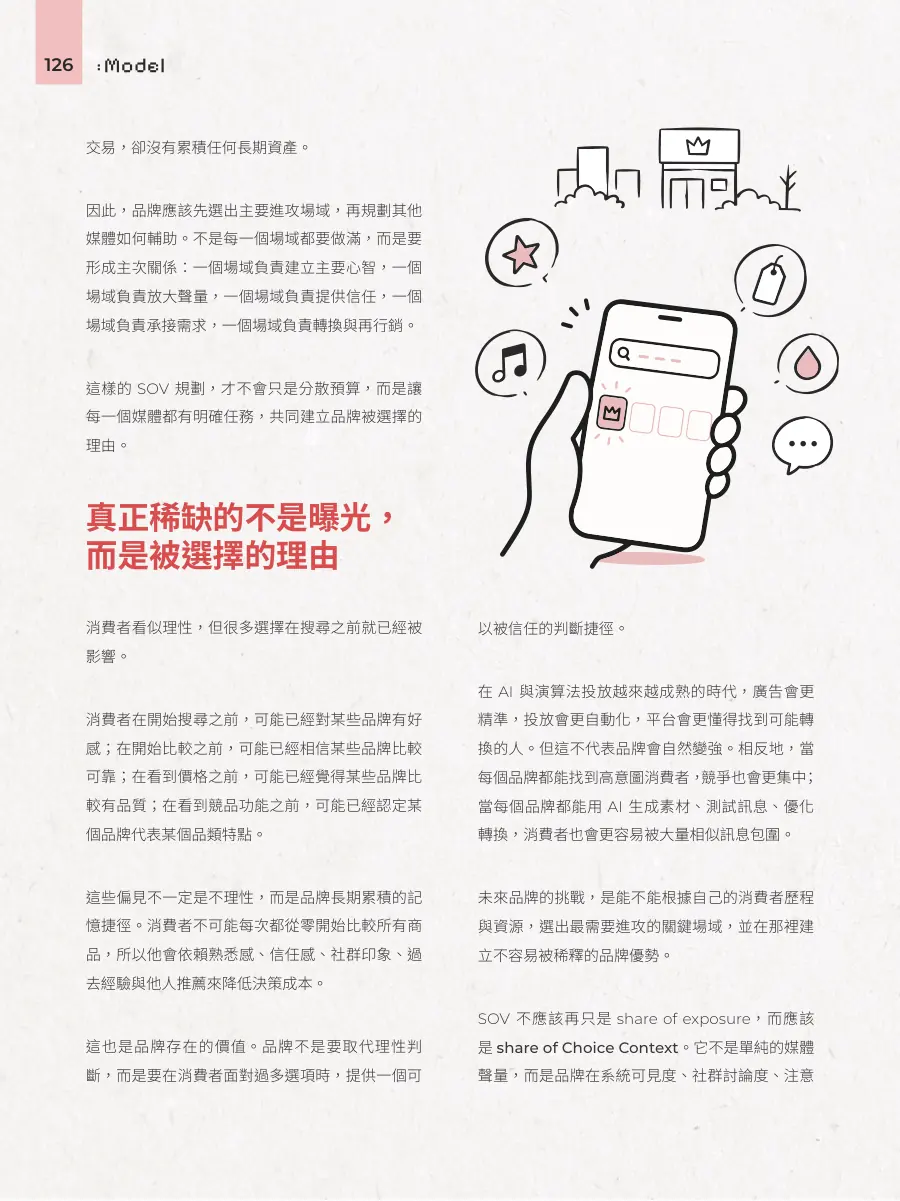 126
:Model
交易，卻沒有累積任何長期資產。
因此，品牌應該先選出主要進攻場域，再規劃其他
媒體如何輔助。不是每一個場域都要做滿，而是要
形成主次關係：一個場域負責建立主要心智，一個
場域負責放大聲量，一個場域負責提供信任，一個
場域負責承接需求，一個場域負責轉換與再行銷。
這樣的 SOV 規劃，才不會只是分散預算，而是讓
每一個媒體都有明確任務，共同建立品牌被選擇的
理由。
真正稀缺的不是曝光，
而是被選擇的理由
消費者看似理性，但很多選擇在搜尋之前就已經被
影響。
消費者在開始搜尋之前，可能已經對某些品牌有好
感；在開始比較之前，可能已經相信某些品牌比較
可靠；在看到價格之前，可能已經覺得某些品牌比
較有品質；在看到競品功能之前，可能已經認定某
個品牌代表某個品類特點。
這些偏見不一定是不理性，而是品牌長期累積的記
憶捷徑。消費者不可能每次都從零開始比較所有商
品，所以他會依賴熟悉感、信任感、社群印象、過
去經驗與他人推薦來降低決策成本。
這也是品牌存在的價值。品牌不是要取代理性判
斷，而是要在消費者面對過多選項時，提供一個可
以被信任的判斷捷徑。
在 AI 與演算法投放越來越成熟的時代，廣告會更
精準，投放會更自動化，平台會更懂得找到可能轉
換的人。但這不代表品牌會自然變強。相反地，當
每個品牌都能找到高意圖消費者，競爭也會更集中；
當每個品牌都能用 AI 生成素材、測試訊息、優化
轉換，消費者也會更容易被大量相似訊息包圍。
未來品牌的挑戰，是能不能根據自己的消費者歷程
與資源，選出最需要進攻的關鍵場域，並在那裡建
立不容易被稀釋的品牌優勢。
SOV 不應該再只是 share of exposure，而應該
是 share of Choice Context。它不是單純的媒體
聲量，而是品牌在系統可見度、社群討論度、注意